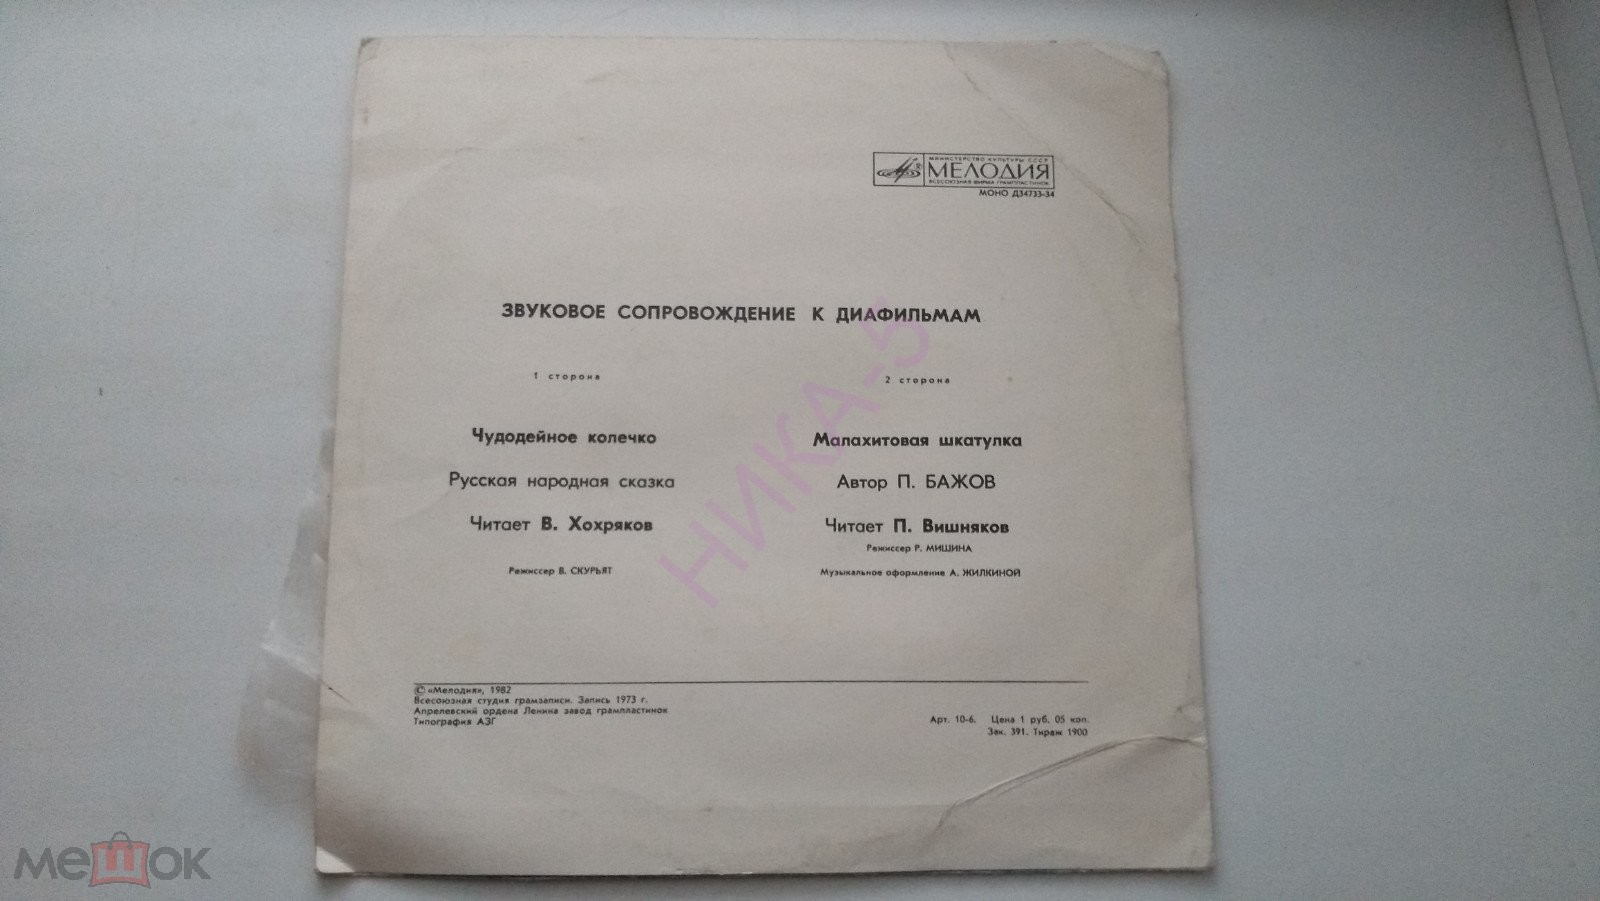 МИНИСТЕРСТВО КУЛЬТУРЫ СССР
МЕЛОДИЯ
ВСЕСОЮЗНАЯ ФИРМА ГРАМПЛАСТИНОК
МОНО Д34733-34
ЗВУКОВОЕ СОПРОВОЖДЕНИЕ К ДИАФИЛЬМАМ
1 сторона
Чудодейное колечко
Русская народная сказка
Читает В. Хохряков
Режиссер В. СКУРЬЯТ
2 сторона
Малахитовая шкатулка
Автор П. БАЖОВ
Читает П. Вишняков
Режиссер Р. МИШИНА
Музыкальное оформление А. ЖИЛКИНОЙ
НИКА-5
© «Мелодия», 1982
Всесоюзная студия грамзаписи. Запись 1973 г.
Апрелевский ордена Ленина завод грампластинок
Типография АЗГ
Арт. 10-6. Цена 1 руб. 05 коп.
Зак. 391. Тираж 1900
мешок